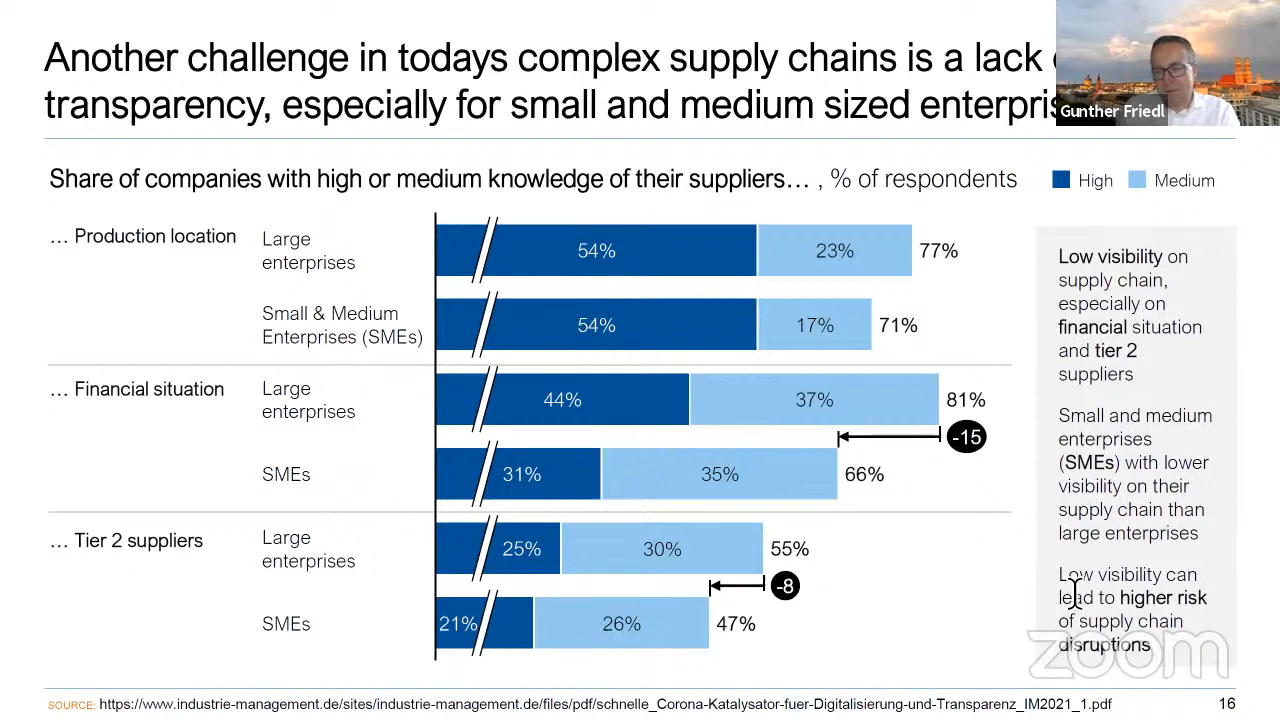 Another challenge in todays complex supply chains is a lack
transparency, especially for small and medium sized
Gunther Friedl
Share of companies with high or medium knowledge of their suppliers… , % of respondents
High
Medium
… Production location
Large
enterprises
54%
23%
77%
Small & Medium
Enterprises (SMEs)
54%
17%
71%
… Financial situation
Large
enterprises
44%
37%
81%
-15
SMEs
31%
35%
66%
… Tier 2 suppliers
Large
enterprises
25%
30%
55%
-8
SMEs
21%
26%
47%
Low visibility on
supply chain,
especially on
financial situation
and tier 2
suppliers
Small and medium
enterprises
(SMEs) with lower
visibility on their
supply chain than
large enterprises
Low visibility can
lead to higher risk
of supply chain
disruptions
zoom
SOURCE: https://www.industrie-management.de/sites/industrie-management.de/files/pdf/schnelle_Corona-Katalysator-fuer-Digitalisierung-und-Transparenz_IM2021_1.pdf
16